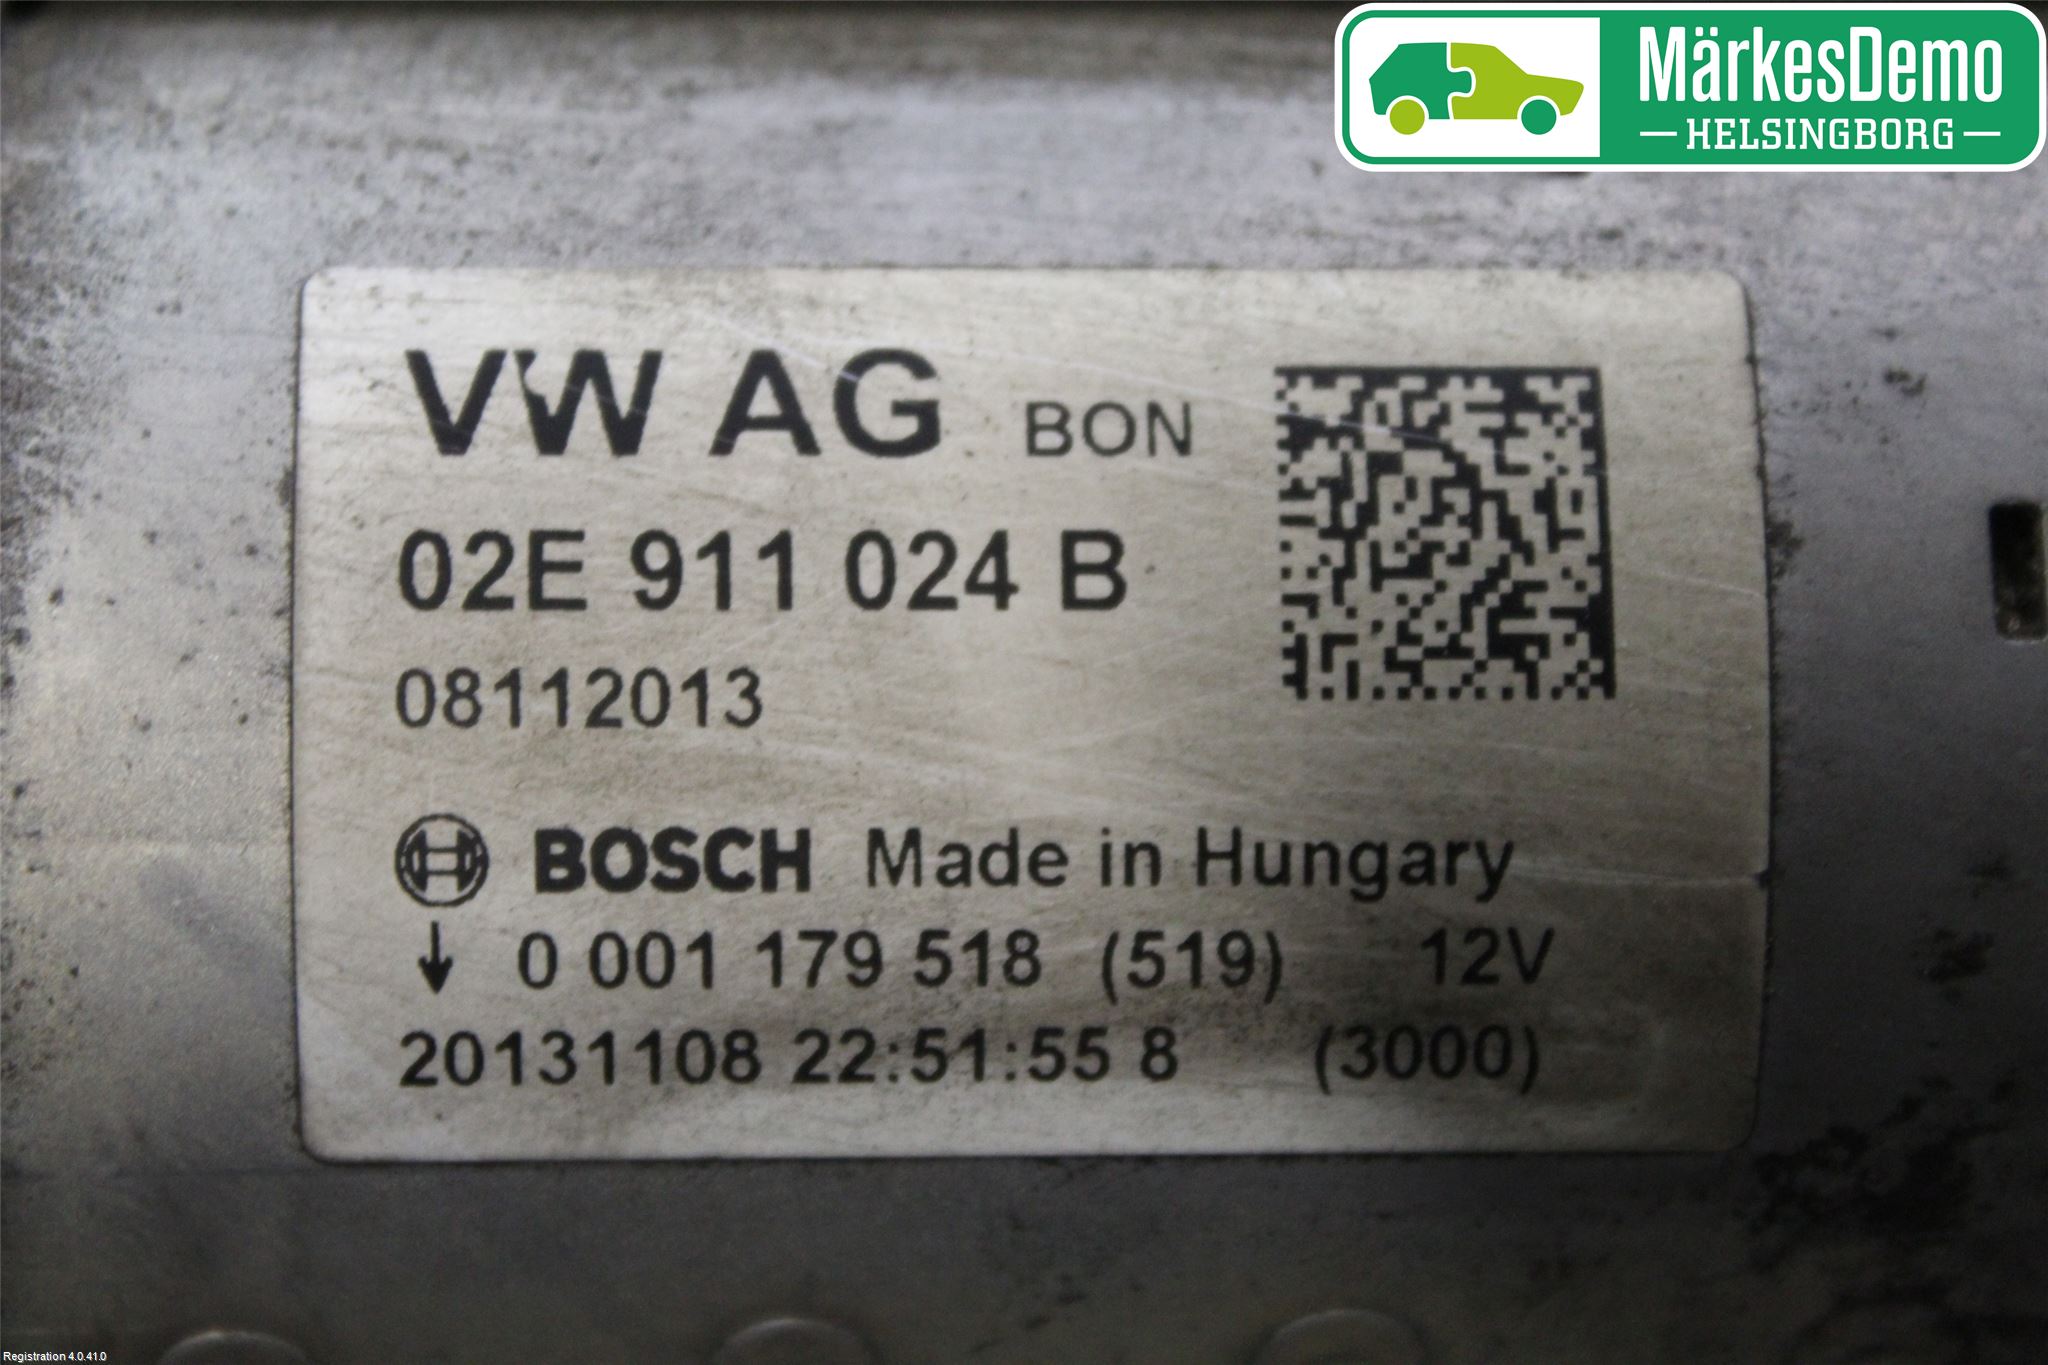 MärkesDemo
HELSINGBORG
VW AG BON
02E 911 024 B
08112013
BOSCH Made in Hungary
↓ 0 001 179 518 (519) 12V
20131108 22:51:55 8 (3000)
Registration 4.0.41.0